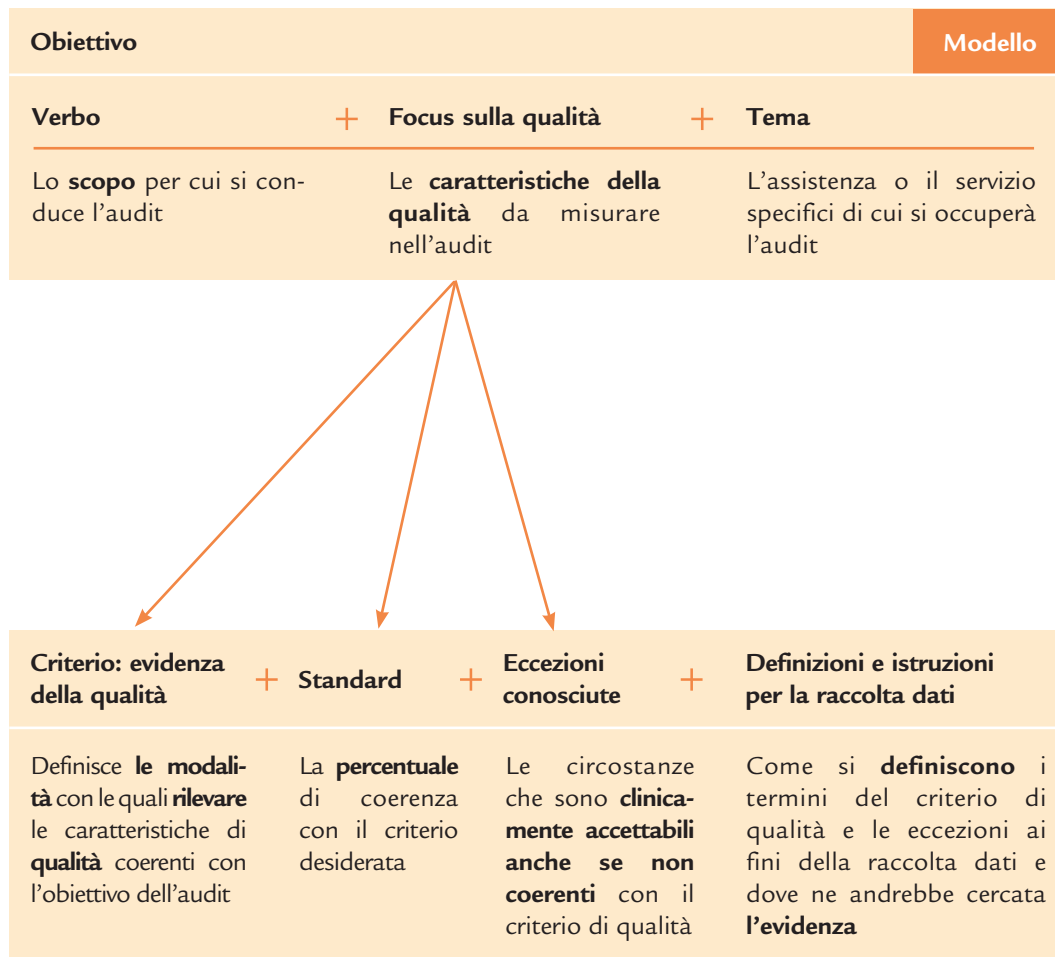 Obiettivo
Modello
Verbo + Focus sulla qualità + Tema
Lo scopo per cui si con-
duce l’audit
Le caratteristiche della
qualità da misurare
nell’audit
L’assistenza o il servizio
specifici di cui si occuperà
l’audit
Criterio: evidenza
della qualità
+
Standard
+
Eccezioni
conosciute
+
Definizioni e istruzioni
per la raccolta dati
Definisce le modali-
tà con le quali rilevare
le caratteristiche di
qualità coerenti con
l’obiettivo dell’audit
La percentuale
di coerenza
con il criterio
desiderata
Le circostanze
che sono clinica-
mente accettabili
anche se non
coerenti con il
criterio di qualità
Come si definiscono i
termini del criterio di
qualità e le eccezioni ai
fini della raccolta dati e
dove ne andrebbe cercata
l’evidenza